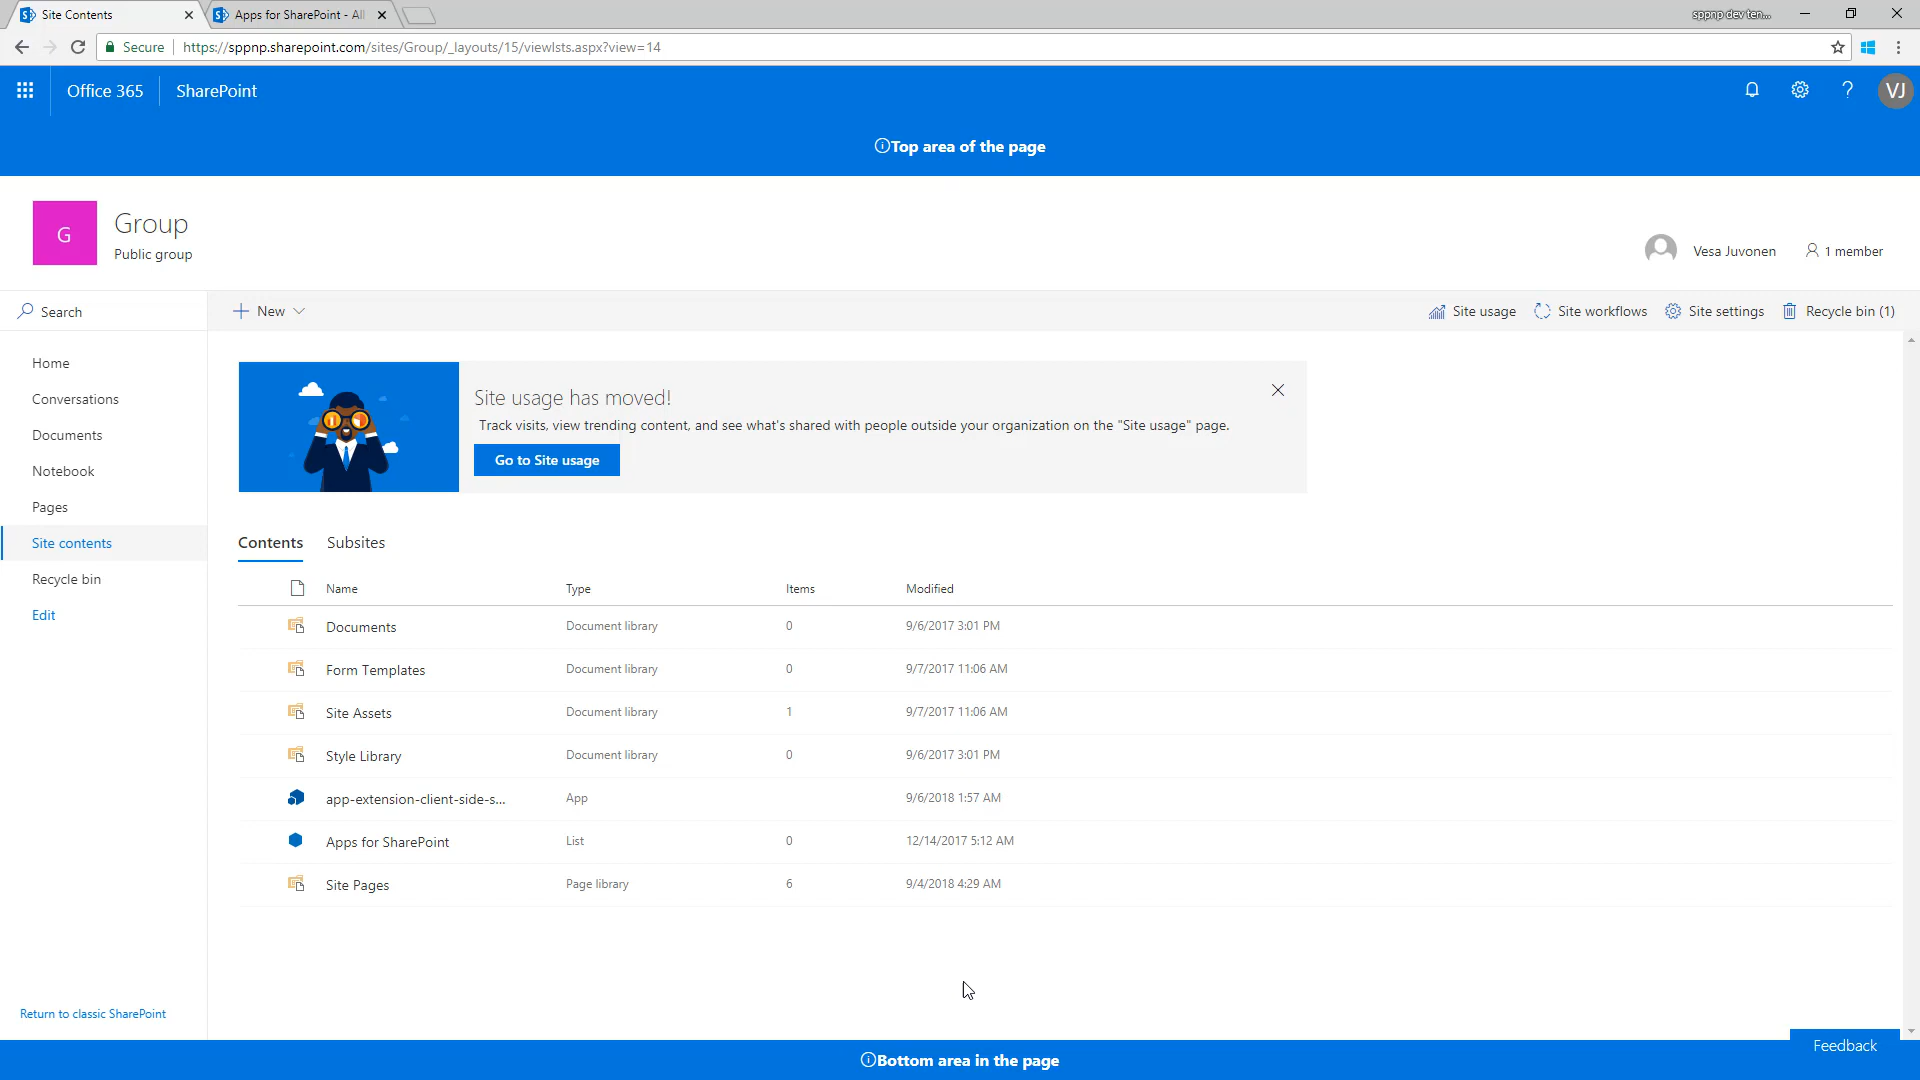 Site Contents
Apps for SharePoint - All
sppnp dev ten...
Secure
https://sppnp.sharepoint.com/sites/Group/_layouts/15/viewlsts.aspx?view=14
Office 365
SharePoint
VJ
Top area of the page
G
Group
Public group
Vesa Juvonen
1 member
Search
New
Site usage
Site workflows
Site settings
Recycle bin (1)
Home
Conversations
Documents
Notebook
Pages
Site contents
Recycle bin
Edit
Site usage has moved!
Track visits, view trending content, and see what's shared with people outside your organization on the "Site usage" page.
Go to Site usage
Contents
Subsites
Name Type Items Modified
Documents Document library 0 9/6/2017 3:01 PM
Form Templates Document library 0 9/7/2017 11:06 AM
Site Assets Document library 1 9/7/2017 11:06 AM
Style Library Document library 0 9/6/2017 3:01 PM
app-extension-client-side-s... App 9/6/2018 1:57 AM
Apps for SharePoint List 0 12/14/2017 5:12 AM
Site Pages Page library 6 9/4/2018 4:29 AM
Return to classic SharePoint
Feedback
Bottom area in the page